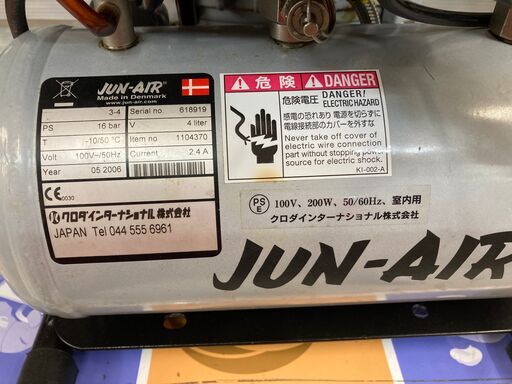 JUN-AIR
Made in Denmark
www.jun-air.com
3-4 Serial no. 618919
PS 16 bar V 4 liter
T -10/50 °C Item no 1104370
Volt 100V~/50Hz Current 2.4 A
Year 05.2006
CE 0030
クロダインターナショナル株式会社
JAPAN Tel 044 555 6961
危険 DANGER
危険電圧 DANGER!
ELECTRIC HAZARD
感電の恐れあり 電源を切らずに
電線接続部のカバーを外すな
Never take off cover of
electric wire connection
part without stopping power
source for electric shock.
KI-002-A
PSE 100V、200W、50/60Hz、室内用
クロダインターナショナル株式会社
JUN-AIR